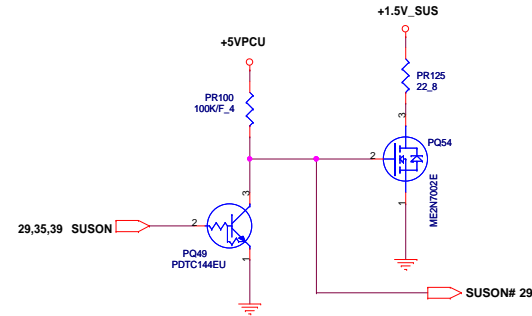 +1.5V_SUS
+5VPCU
PR125
22_8
PR100
100K/F_4
3
PQ54
2
ME2N7002E
3
1
29,35,39 SUSON
2
PQ49
PDTC144EU
1
SUSON# 29